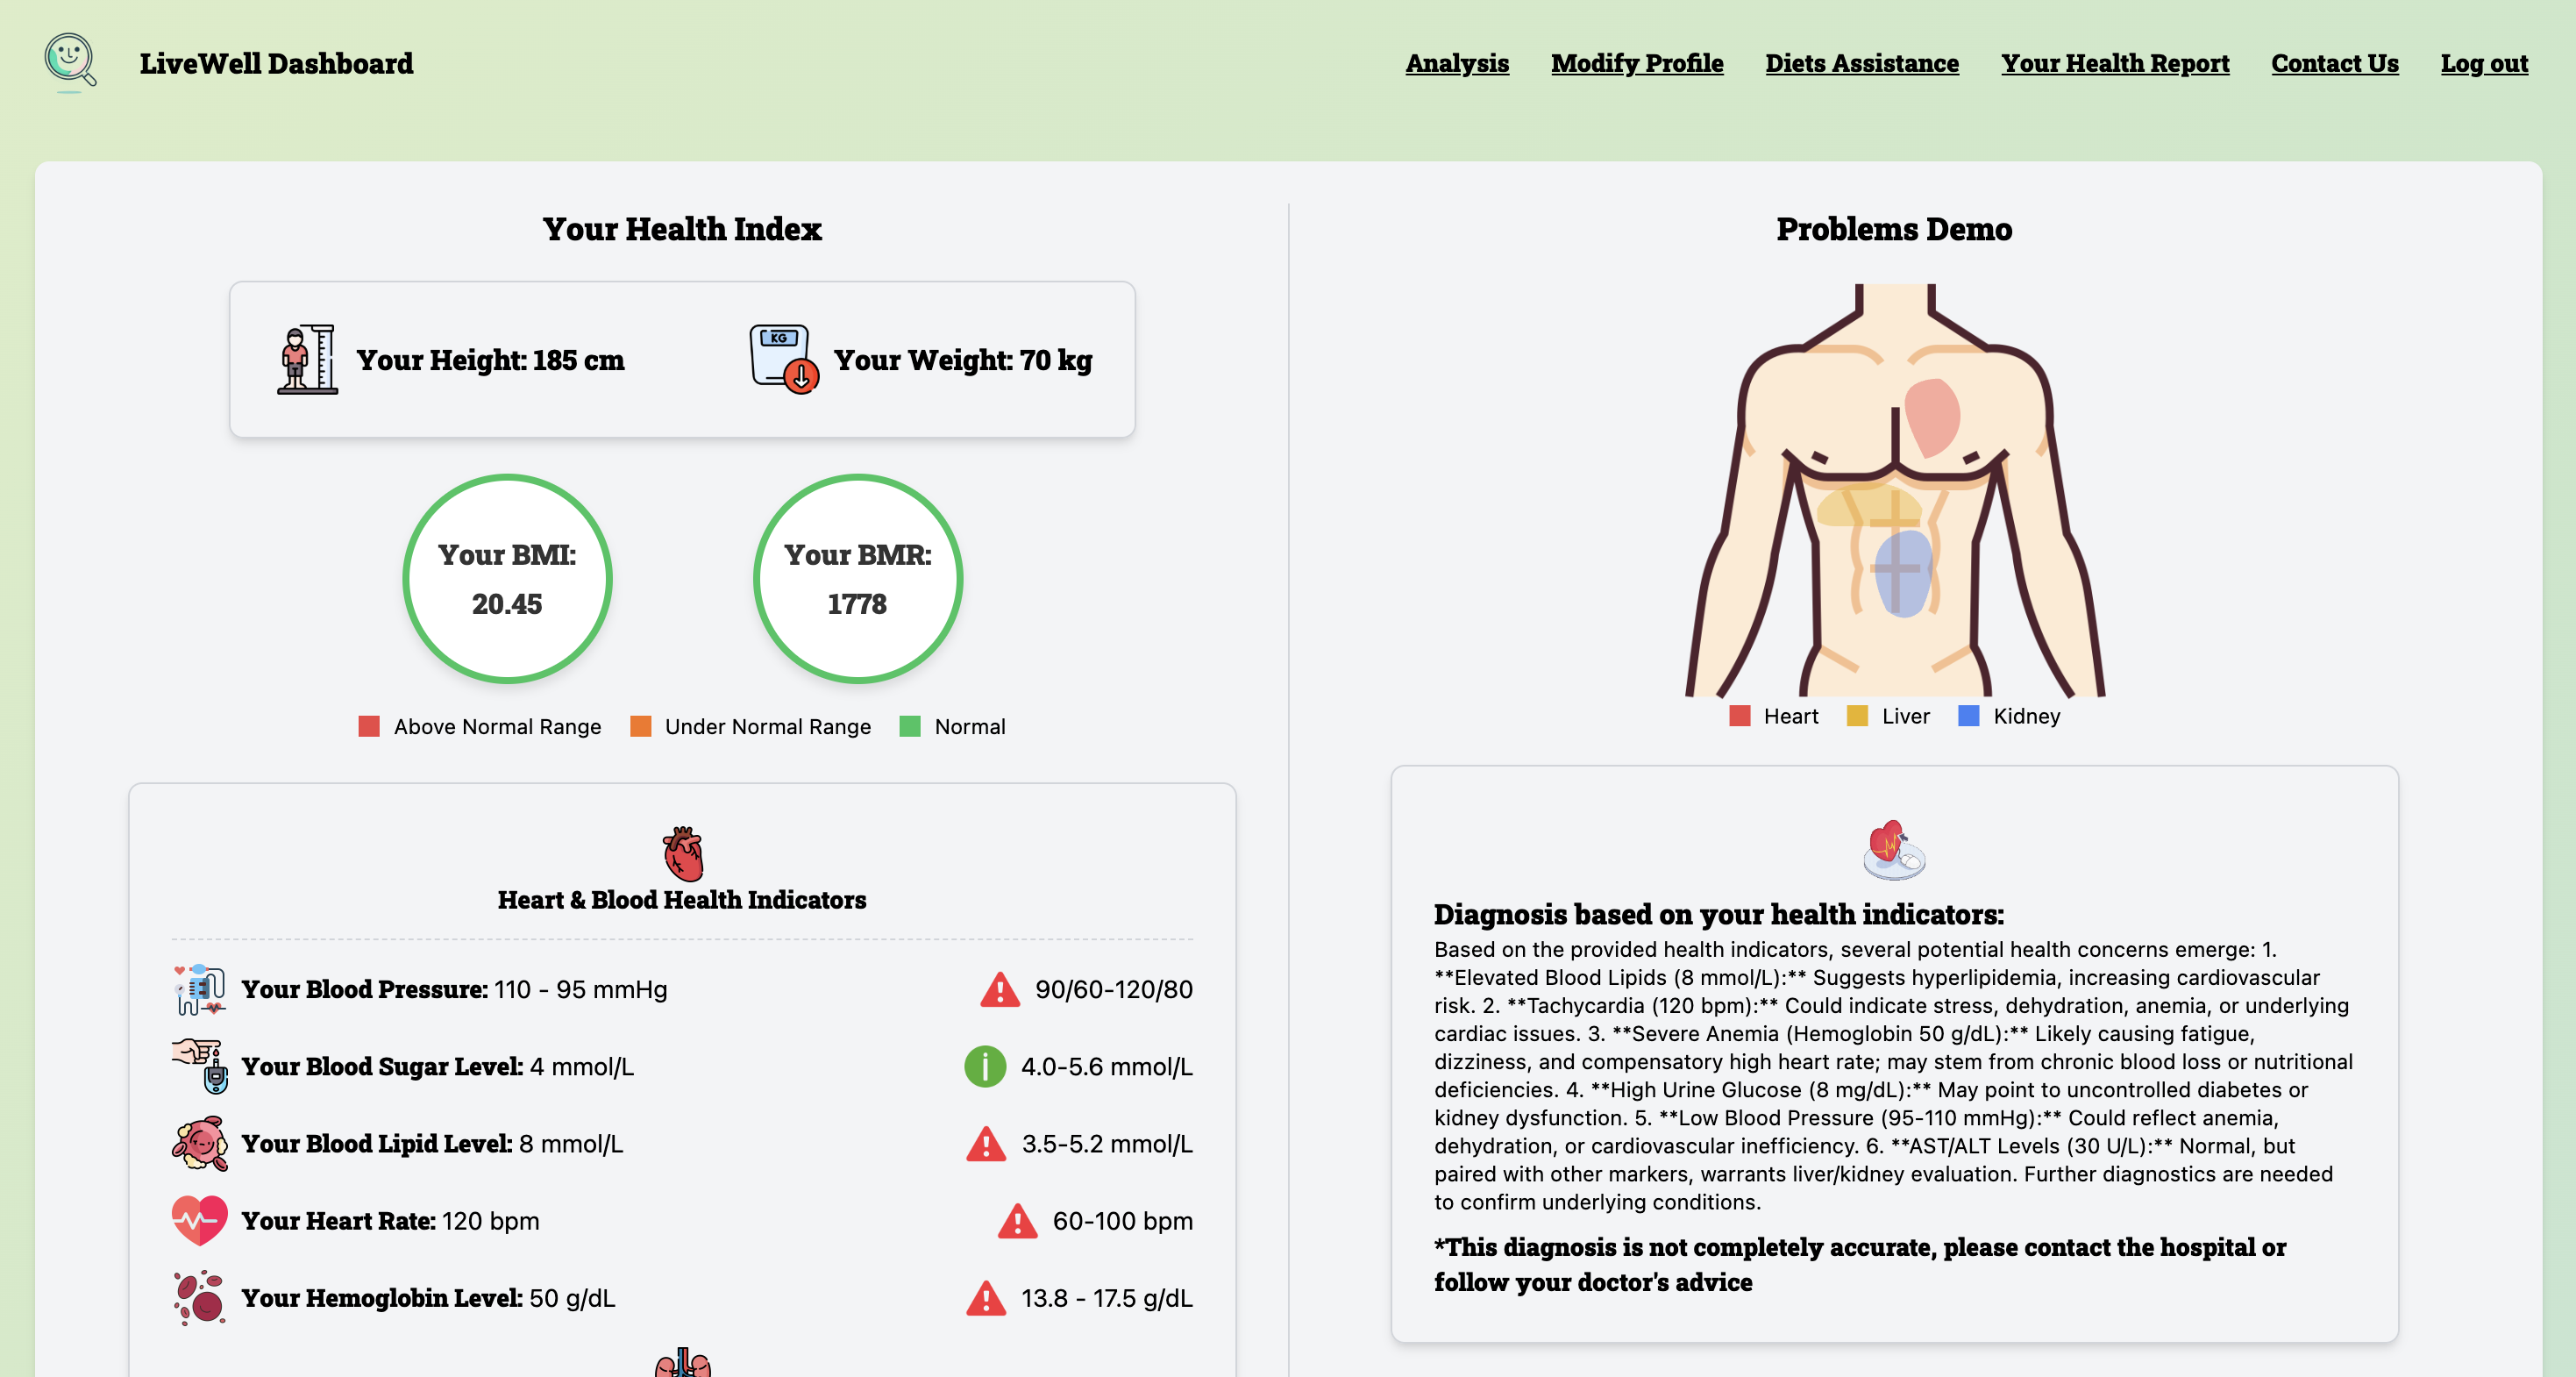 LiveWell Dashboard
Analysis
Modify Profile
Diets Assistance
Your Health Report
Contact Us
Log out
Your Health Index
KG
Your Height: 185 cm
Your Weight: 70 kg
Your BMI:
20.45
Your BMR:
1778
Above Normal Range
Under Normal Range
Normal
Heart & Blood Health Indicators
Your Blood Pressure: 110 - 95 mmHg
90/60-120/80
Your Blood Sugar Level: 4 mmol/L
4.0-5.6 mmol/L
Your Blood Lipid Level: 8 mmol/L
3.5-5.2 mmol/L
Your Heart Rate: 120 bpm
60-100 bpm
Your Hemoglobin Level: 50 g/dL
13.8 - 17.5 g/dL
Problems Demo
Heart
Liver
Kidney
Diagnosis based on your health indicators:
Based on the provided health indicators, several potential health concerns emerge: 1.
**Elevated Blood Lipids (8 mmol/L):** Suggests hyperlipidemia, increasing cardiovascular
risk. 2. **Tachycardia (120 bpm):** Could indicate stress, dehydration, anemia, or underlying
cardiac issues. 3. **Severe Anemia (Hemoglobin 50 g/dL):** Likely causing fatigue,
dizziness, and compensatory high heart rate; may stem from chronic blood loss or nutritional
deficiencies. 4. **High Urine Glucose (8 mg/dL):** May point to uncontrolled diabetes or
kidney dysfunction. 5. **Low Blood Pressure (95-110 mmHg):** Could reflect anemia,
dehydration, or cardiovascular inefficiency. 6. **AST/ALT Levels (30 U/L):** Normal, but
paired with other markers, warrants liver/kidney evaluation. Further diagnostics are needed
to confirm underlying conditions.
*This diagnosis is not completely accurate, please contact the hospital or
follow your doctor's advice